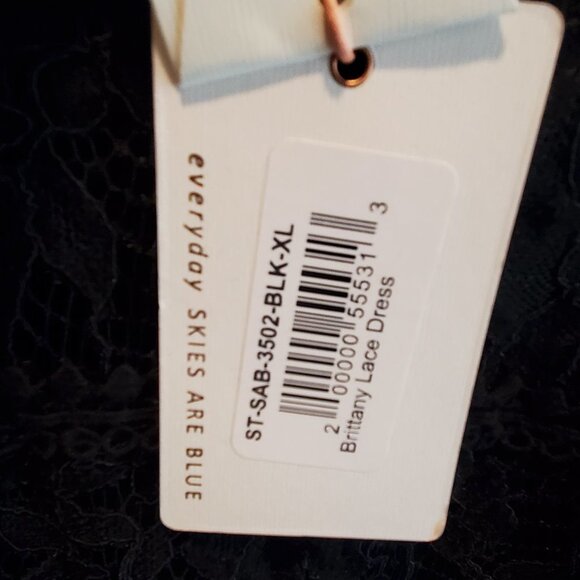 everyday SKIES ARE BLUE
ST-SAB-3502-BLK-XL
2 00000 55531 3
Brittany Lace Dress